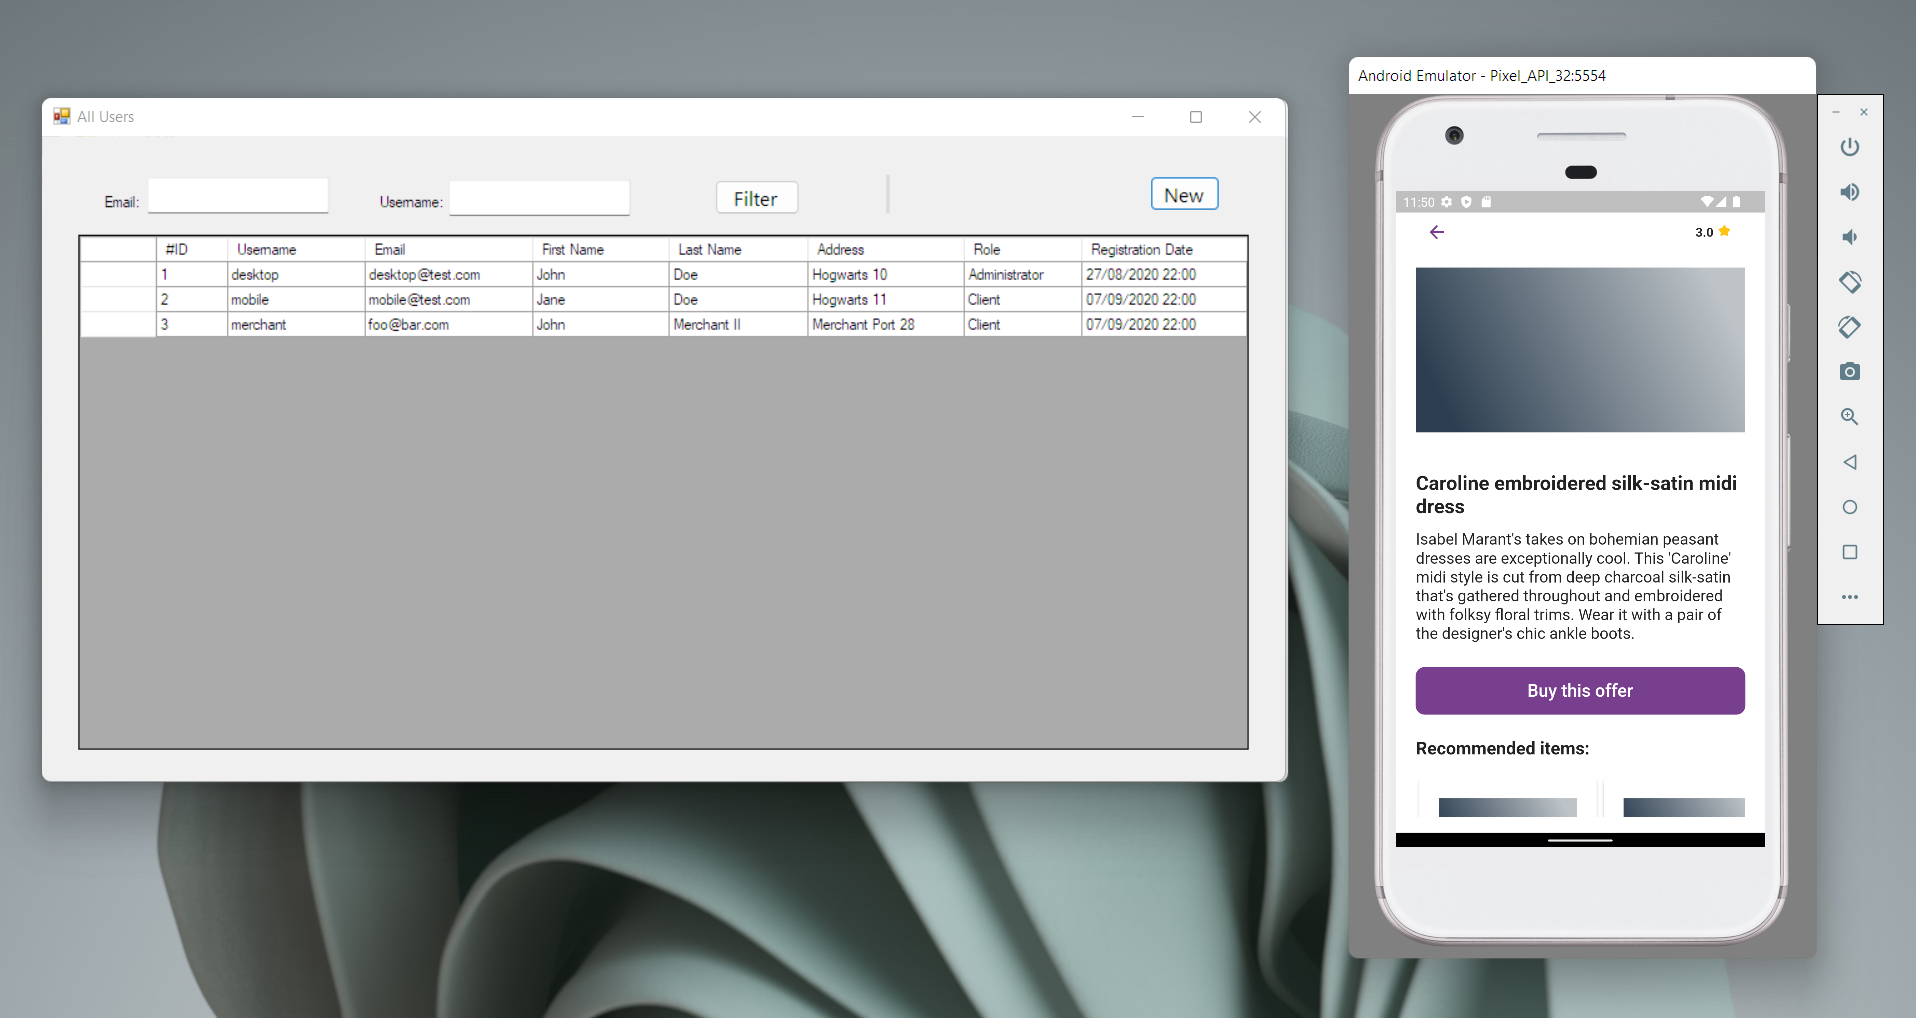 All Users
Email:
Username:
Filter
New
#ID Username Email First Name Last Name Address Role Registration Date
1 desktop desktop@test.com John Doe Hogwarts 10 Administrator 27/08/2020 22:00
2 mobile mobile@test.com Jane Doe Hogwarts 11 Client 07/09/2020 22:00
3 merchant foo@bar.com John Merchant II Merchant Port 28 Client 07/09/2020 22:00
Android Emulator - Pixel_API_32:5554
11:50
3.0
Caroline embroidered silk-satin midi
dress
Isabel Marant's takes on bohemian peasant
dresses are exceptionally cool. This 'Caroline'
midi style is cut from deep charcoal silk-satin
that's gathered throughout and embroidered
with folksy floral trims. Wear it with a pair of
the designer's chic ankle boots.
Buy this offer
Recommended items: